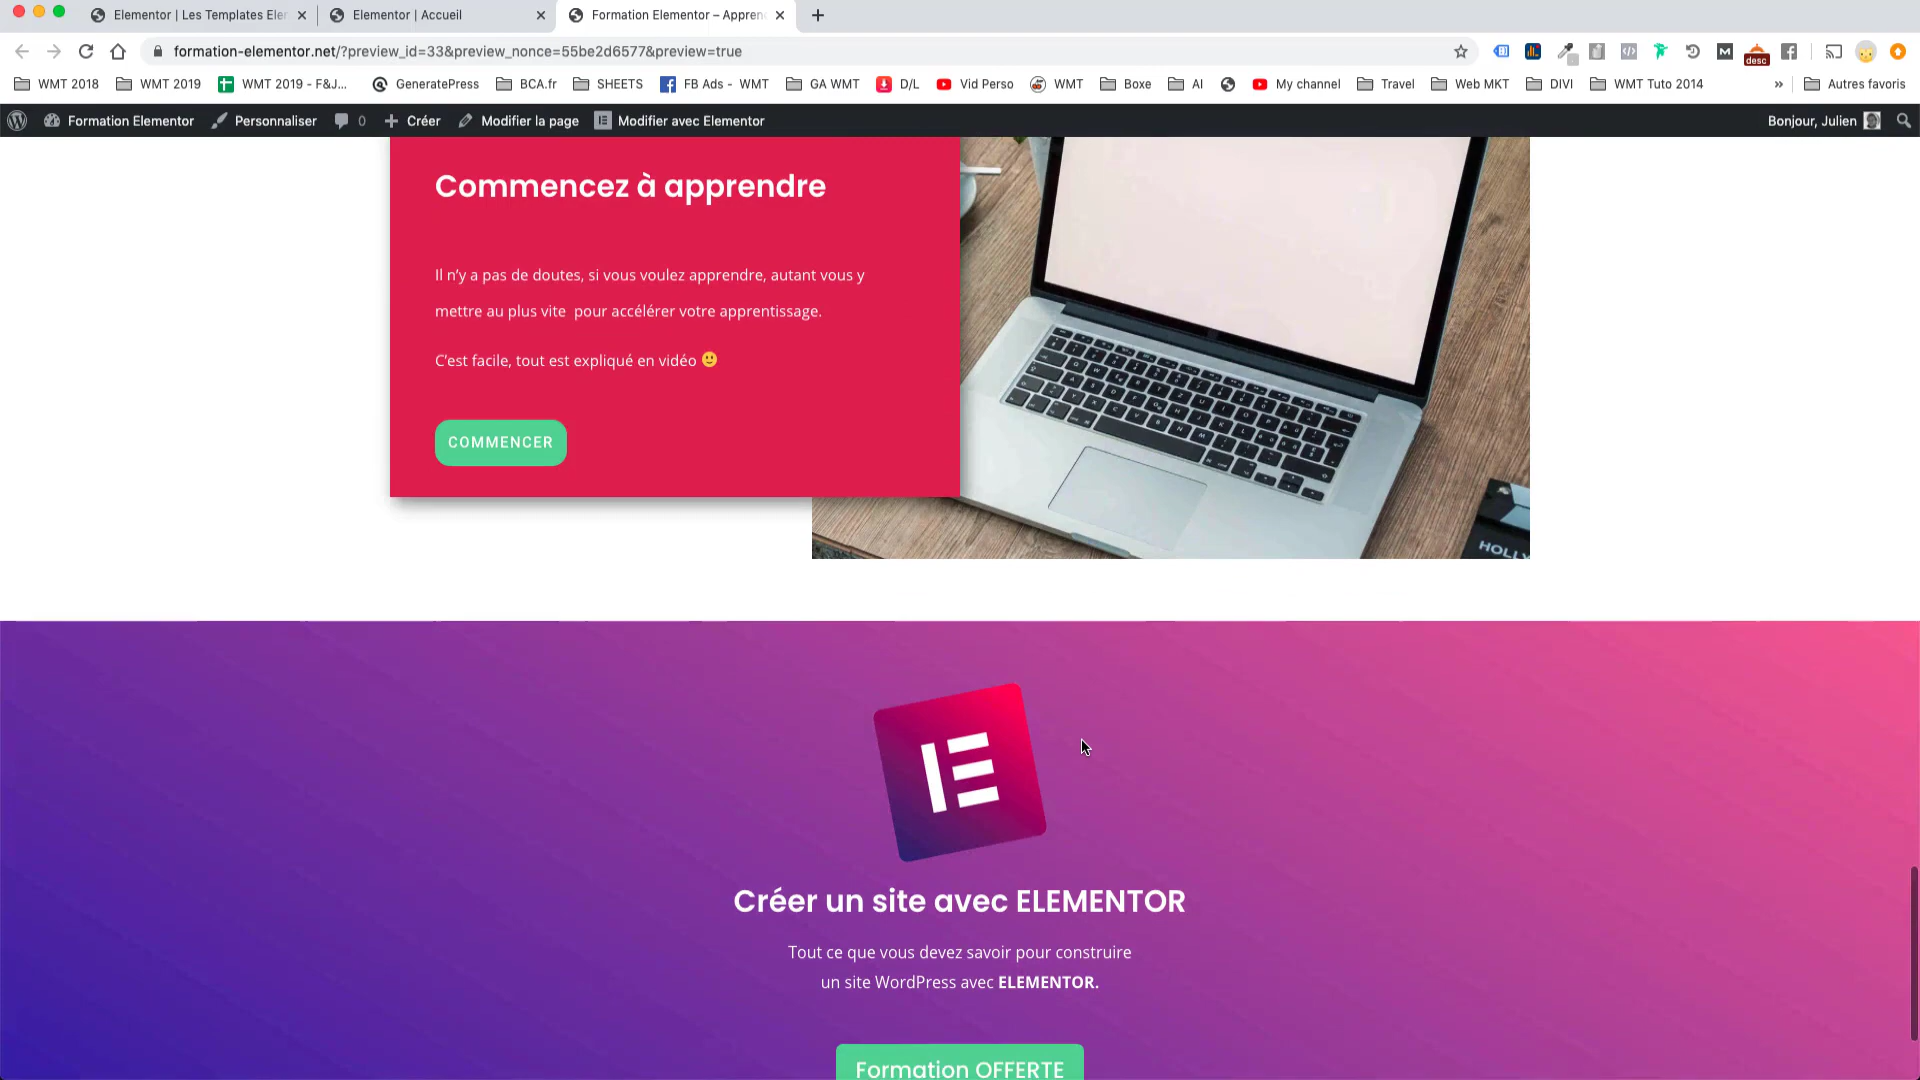 Elementor | Les Templates Ele
Elementor | Accueil
Formation Elementor – Appren
formation-elementor.net/?preview_id=33&preview_nonce=55be2d6577&preview=true
desc
WMT 2018
WMT 2019
WMT 2019 - F&J...
GeneratePress
BCA.fr
SHEETS
FB Ads - WMT
GA WMT
D/L
Vid Perso
WMT
Boxe
AI
My channel
Travel
Web MKT
DIVI
WMT Tuto 2014
»
Autres favoris
Formation Elementor
Personnaliser
0
Créer
Modifier la page
Modifier avec Elementor
Bonjour, Julien
Commencez à apprendre
Il n'y a pas de doutes, si vous voulez apprendre, autant vous y
mettre au plus vite  pour accélérer votre apprentissage.
C'est facile, tout est expliqué en vidéo 🙂
COMMENCER
HOLLY
Créer un site avec ELEMENTOR
Tout ce que vous devez savoir pour construire
un site WordPress avec ELEMENTOR.
Formation OFFERTE